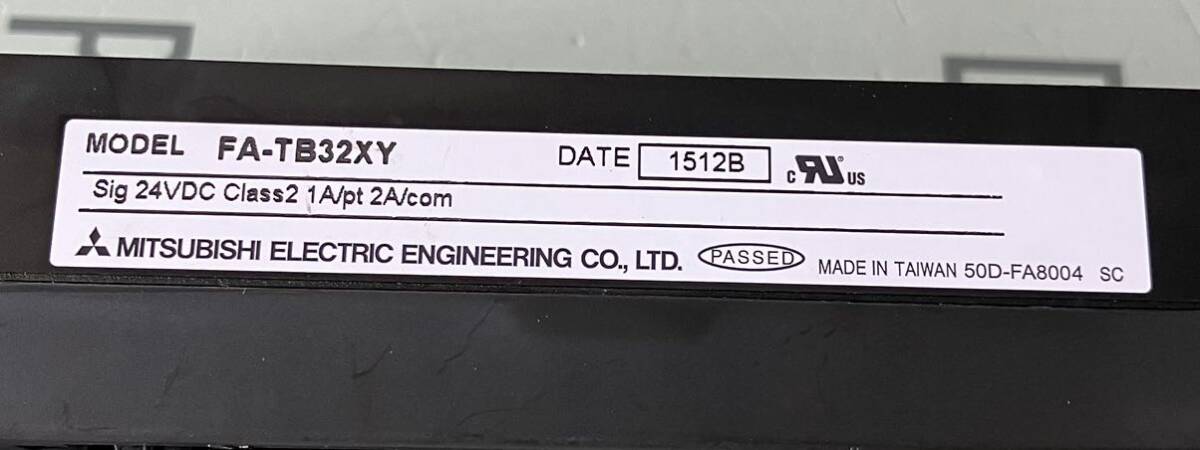 MODEL FA-TB32XY DATE 1512B c RU US
Sig 24VDC Class2 1A/pt 2A/com
MITSUBISHI ELECTRIC ENGINEERING CO., LTD. PASSED MADE IN TAIWAN 50D-FA8004 SC